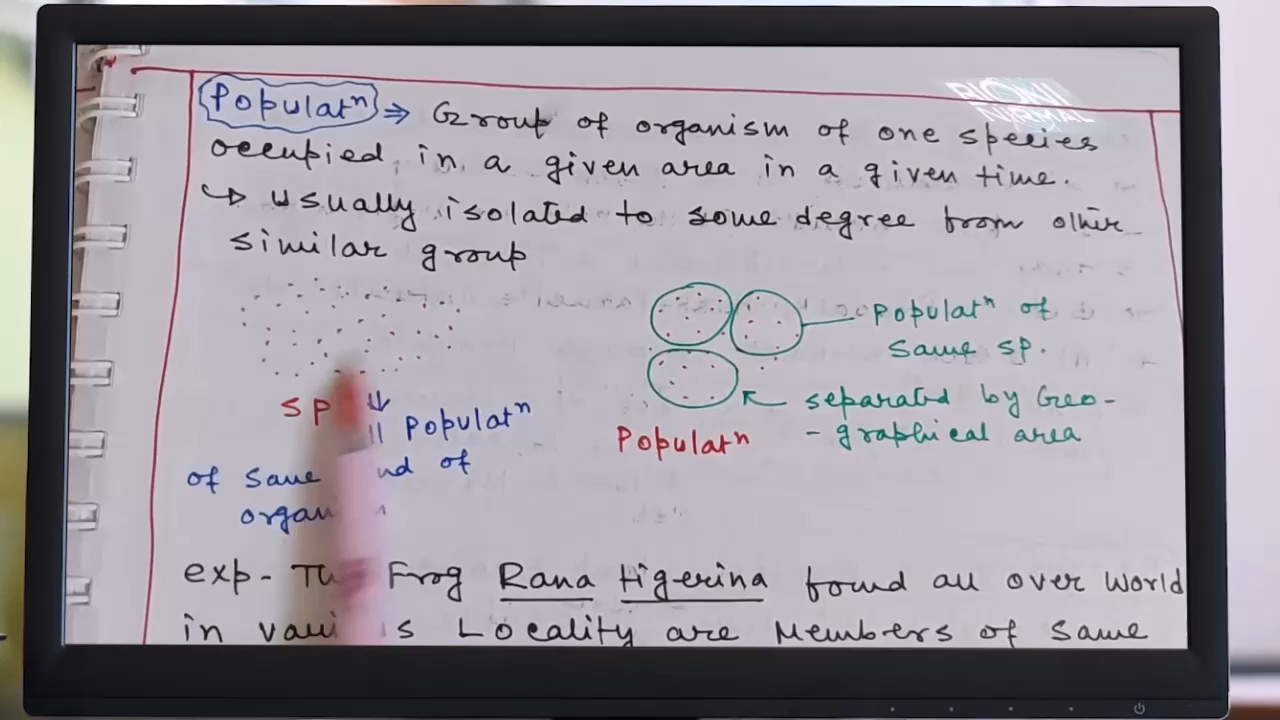 Populatⁿ ⇒ Group of organism of one species
occupied in a given area in a given time.
↳ Usually isolated to some degree from other
similar group
Populatⁿ of
same sp.
sp
separated by Geo-
-graphical area
Populatⁿ
all Populatⁿ
of same of
exp- The Frog Rana tigerina found all over World
in Locality are Members of Same